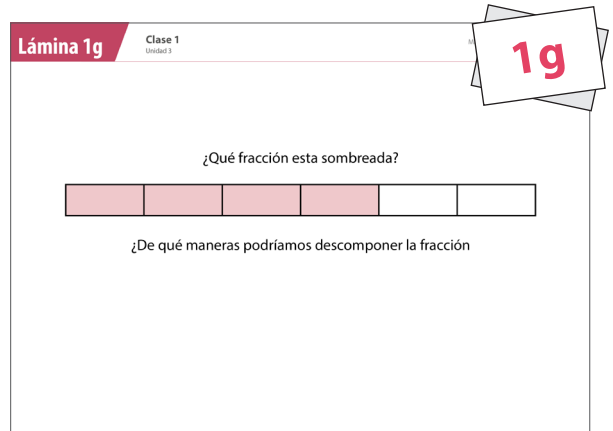 Lámina 1g
Clase 1
Unidad 3
1g
¿Qué fracción esta sombreada?
¿De qué maneras podríamos descomponer la fracción